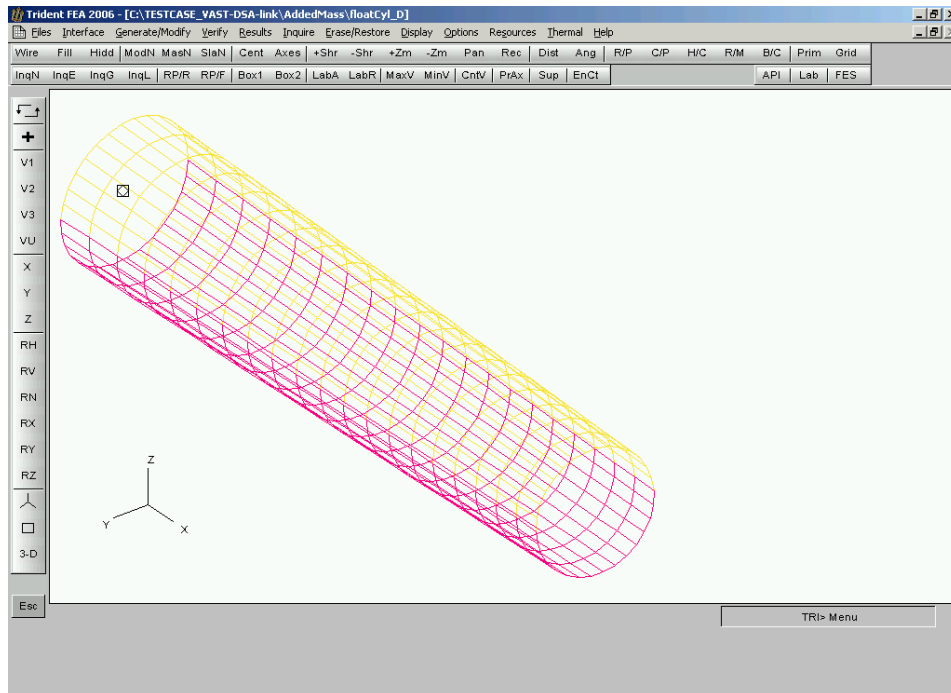 Trident FEA 2006 - [C:\TESTCASE_VAST-DSA-link\AddedMass\floatCyl_D]
Files Interface Generate/Modify Verify Results Inquire Erase/Restore Display Options Resources Thermal Help
Wire Fill Hidd ModN MasN SlaN Cent Axes +Shr -Shr +Zm -Zm Pan Rec Dist Ang R/P C/P H/C R/M B/C Prim Grid
InqN InqE InqG InqL RP/R RP/F Box1 Box2 LabA LabR MaxV MinV CntV PrAx Sup EnCt API Lab FES
V1
V2
V3
VU
X
Y
Z
RH
RV
RN
RX
RY
RZ
3-D
Esc
Z
Y
X
TRI> Menu